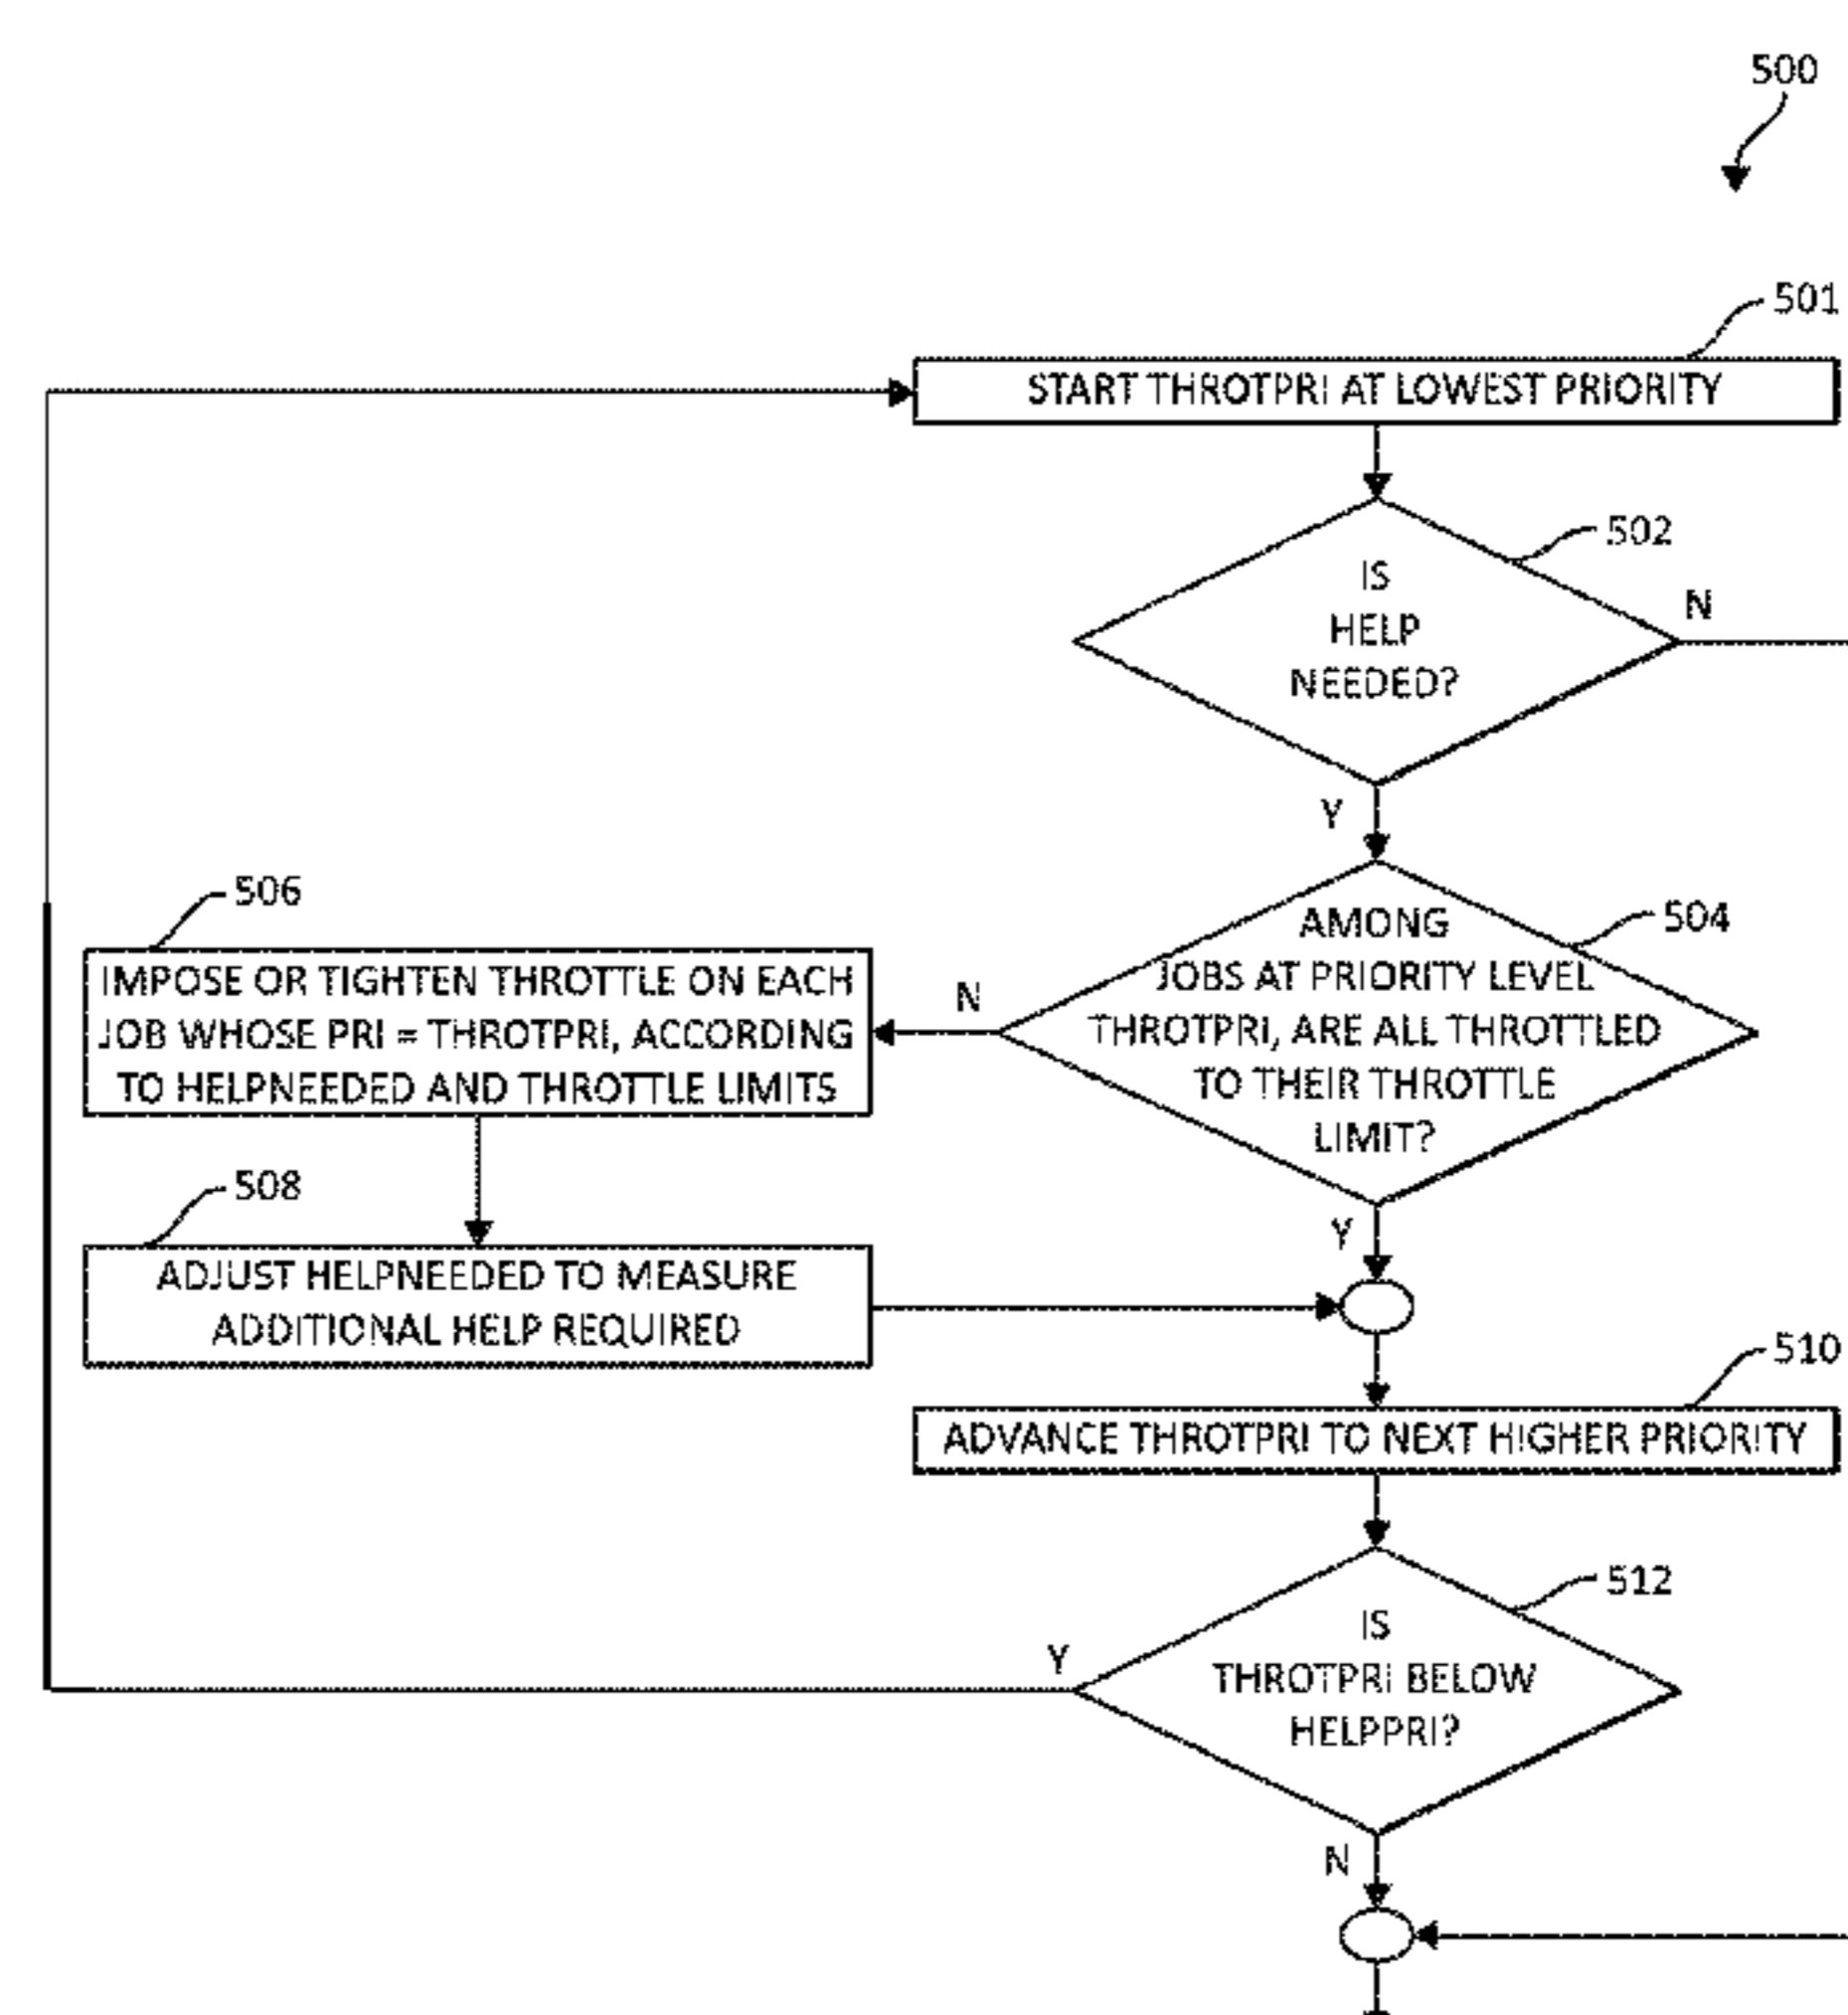 500
501
START THROTPRI AT LOWEST PRIORITY
502
IS
HELP
NEEDED?
N
Y
506
IMPOSE OR TIGHTEN THROTTLE ON EACH
JOB WHOSE PRI = THROTPRI, ACCORDING
TO HELPNEEDED AND THROTTLE LIMITS
N
504
AMONG
JOBS AT PRIORITY LEVEL
THROTPRI, ARE ALL THROTTLED
TO THEIR THROTTLE
LIMIT?
Y
508
ADJUST HELPNEEDED TO MEASURE
ADDITIONAL HELP REQUIRED
510
ADVANCE THROTPRI TO NEXT HIGHER PRIORITY
512
IS
THROTPRI BELOW
HELPPRI?
Y
N